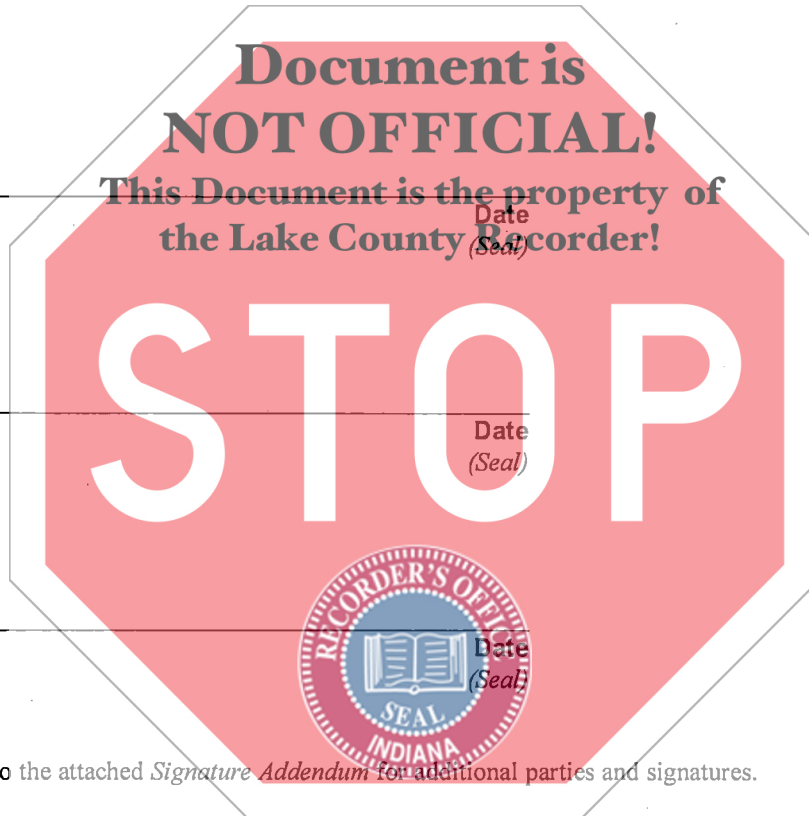 Document is
NOT OFFICIAL!
This Document is the property of
the Lake County Recorder!
Date
(Seal)
STOP
Date
(Seal)
RECORDER'S OFFICE
SEAL
INDIANA
Date
(Seal)
o the attached Signature Addendum for additional parties and signatures.